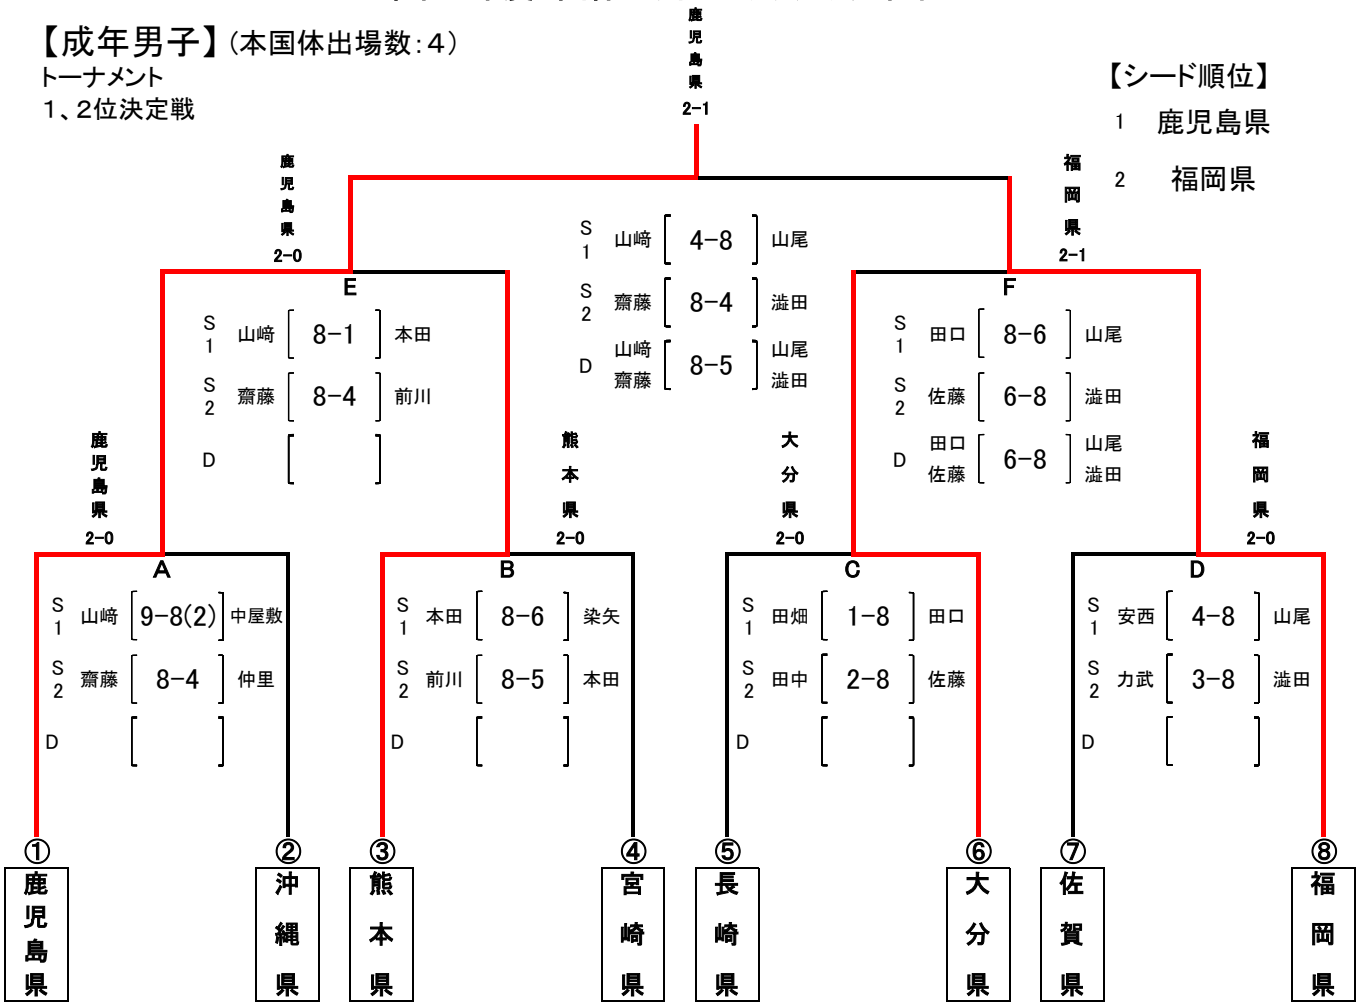 【成年男子】(本国体出場数:４)
トーナメント
１、２位決定戦
鹿児島県
2-1
【シード順位】
1 鹿児島県
2 福岡県
鹿児島県
2-0
福岡県
2-1
S1 山﨑 4-8 山尾
S2 齋藤 8-4 澁田
D 山﨑 齋藤 8-5 山尾 澁田
E
S1 山﨑 8-1 本田
S2 齋藤 8-4 前川
D
F
S1 田口 8-6 山尾
S2 佐藤 6-8 澁田
D 田口 佐藤 6-8 山尾 澁田
鹿児島県
2-0
熊本県
2-0
大分県
2-0
福岡県
2-0
A
S1 山﨑 9-8(2) 中屋敷
S2 齋藤 8-4 仲里
D
B
S1 本田 8-6 染矢
S2 前川 8-5 本田
D
C
S1 田畑 1-8 田口
S2 田中 2-8 佐藤
D
D
S1 安西 4-8 山尾
S2 力武 3-8 澁田
D
① 鹿児島県
② 沖縄県
③ 熊本県
④ 宮崎県
⑤ 長崎県
⑥ 大分県
⑦ 佐賀県
⑧ 福岡県